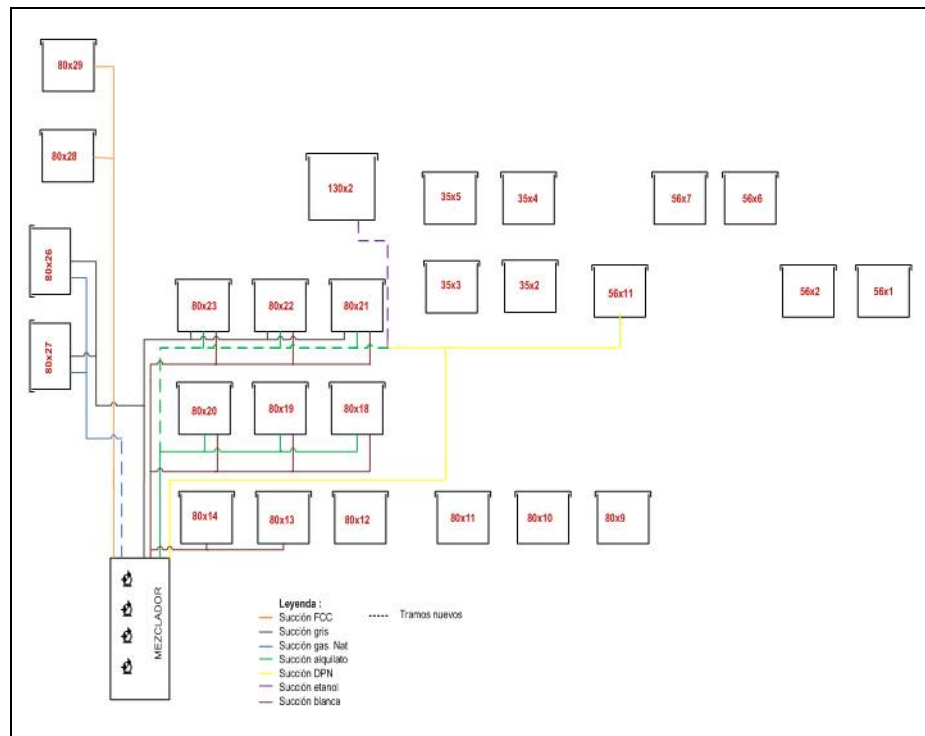 80x29
80x28
130x2
35x5
35x4
56x7
56x6
80x26
80x23
80x22
80x21
35x3
35x2
56x11
56x2
56x1
80x27
80x20
80x19
80x18
80x14
80x13
80x12
80x11
80x10
80x9
MEZCLADOR
Leyenda :
Succión FCC
Tramos nuevos
Succión gris
Succión gas Nat
Succión alquilato
Succión DPN
Succión etanol
Succión blanca